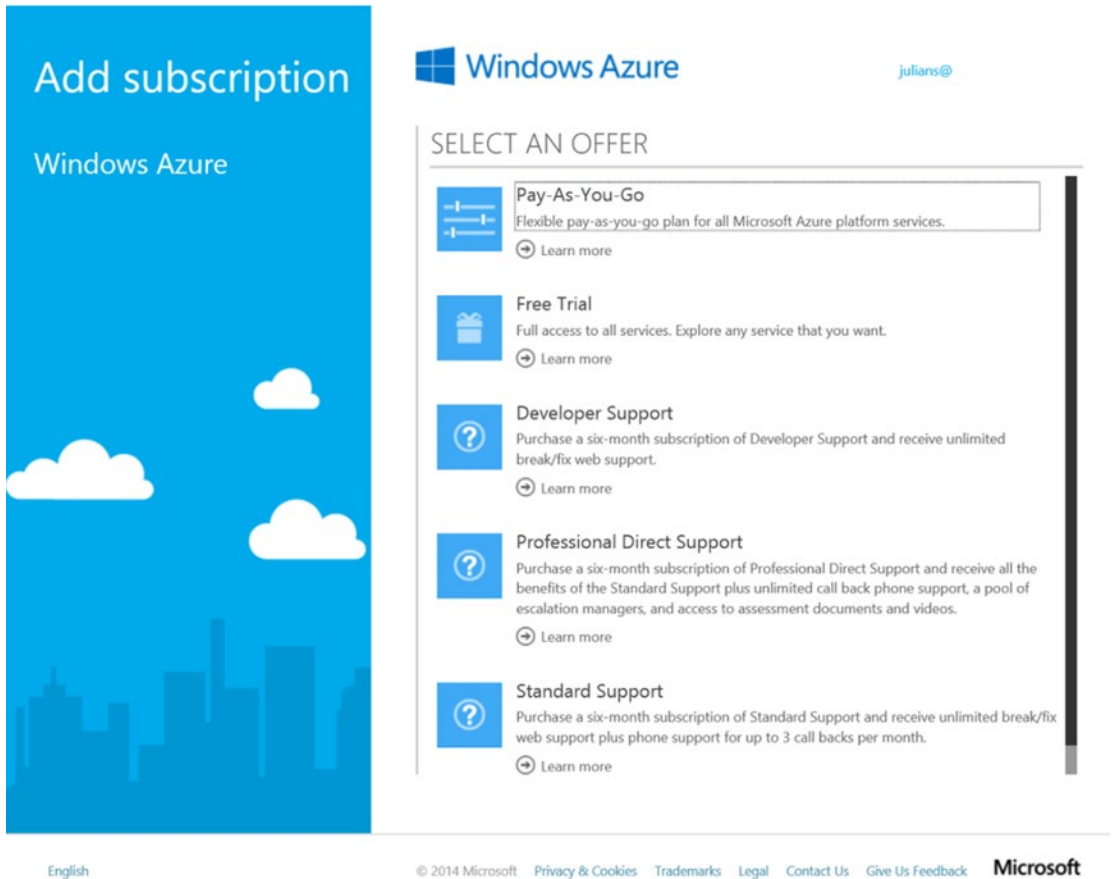 Add subscription
Windows Azure
Windows Azure
julians@
SELECT AN OFFER
Pay-As-You-Go
Flexible pay-as-you-go plan for all Microsoft Azure platform services.
Learn more
Free Trial
Full access to all services. Explore any service that you want.
Learn more
Developer Support
Purchase a six-month subscription of Developer Support and receive unlimited
break/fix web support.
Learn more
Professional Direct Support
Purchase a six-month subscription of Professional Direct Support and receive all the
benefits of the Standard Support plus unlimited call back phone support, a pool of
escalation managers, and access to assessment documents and videos.
Learn more
Standard Support
Purchase a six-month subscription of Standard Support and receive unlimited break/fix
web support plus phone support for up to 3 call backs per month.
Learn more
English
© 2014 Microsoft Privacy & Cookies Trademarks Legal Contact Us Give Us Feedback Microsoft